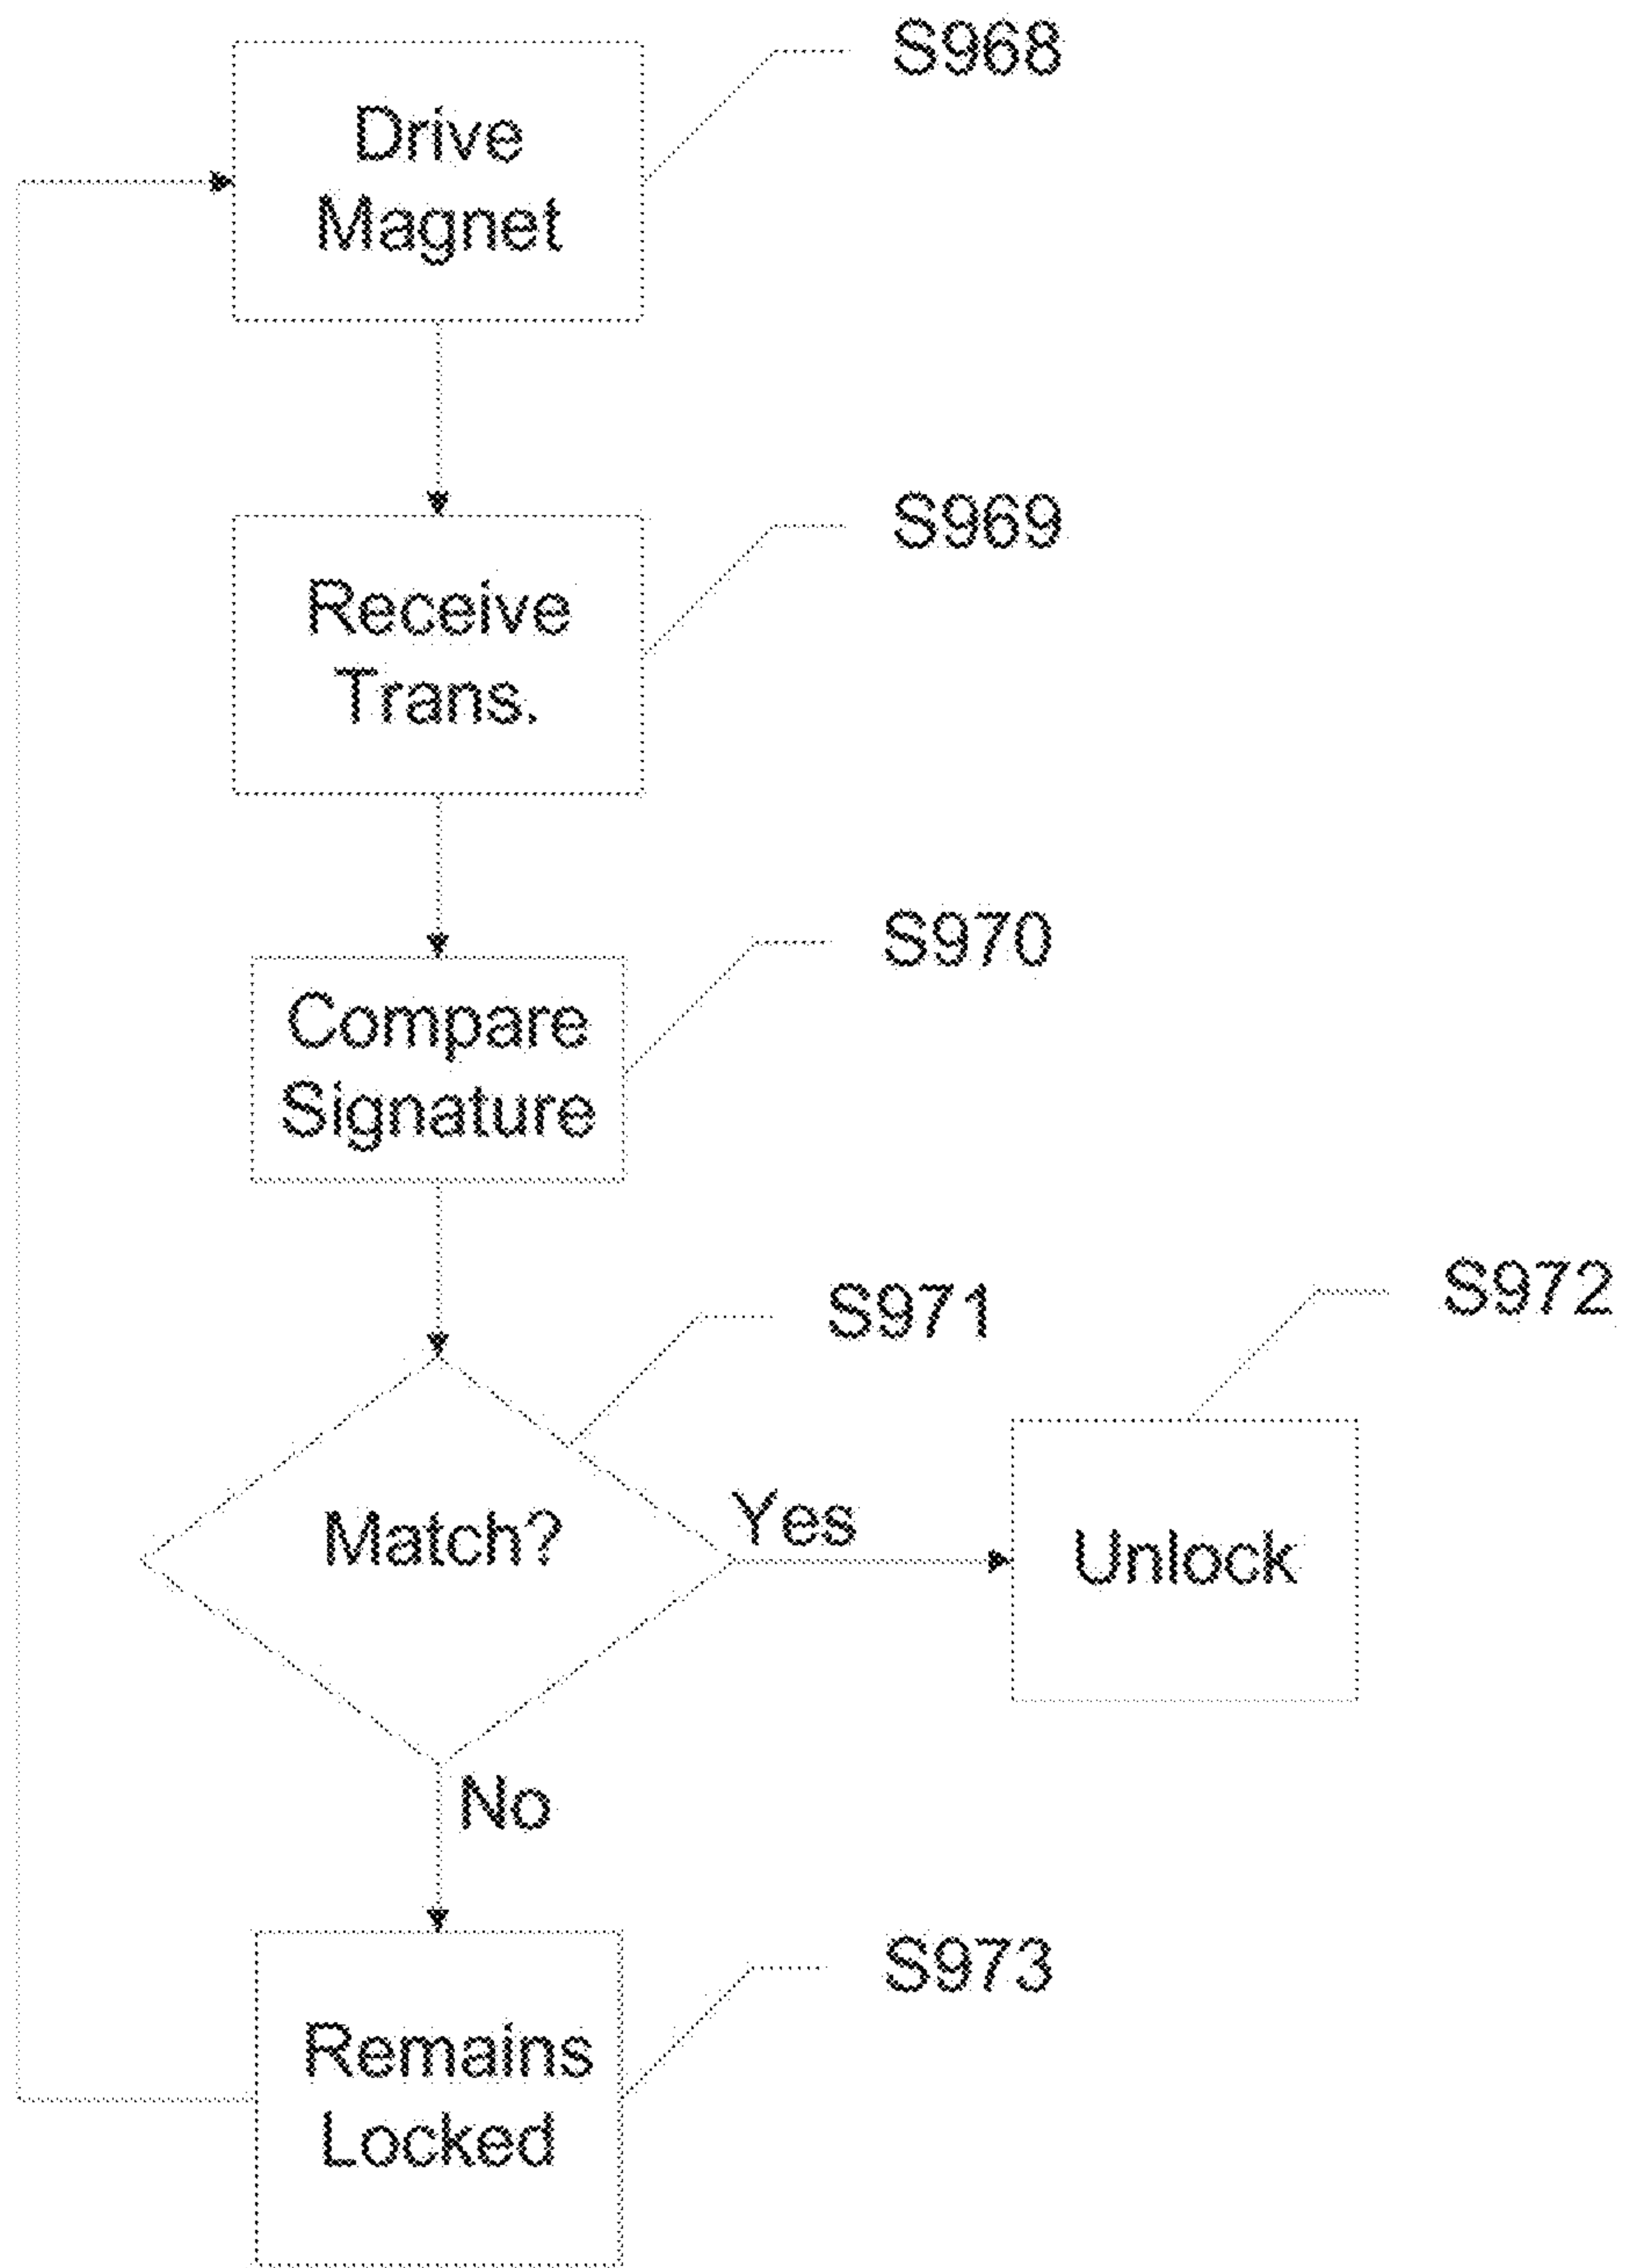 S968
Drive
Magnet
S969
Receive
Trans.
S970
Compare
Signature
S971
S972
Match?
Yes
Unlock
No
S973
Remains
Locked